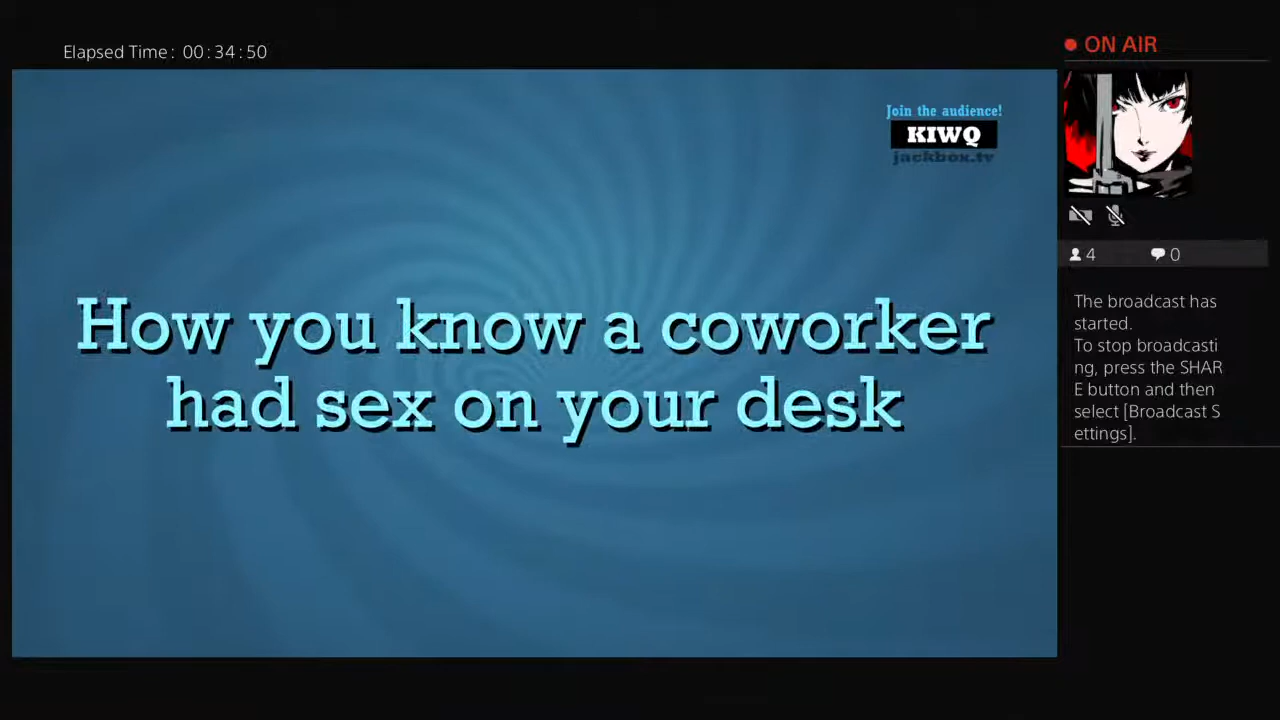 Elapsed Time: 00:34:50
ON AIR
Join the audience!
KIWQ
jackbox.tv
How you know a coworker
had sex on your desk
4
0
The broadcast has
started.
To stop broadcasti
ng, press the SHAR
E button and then
select [Broadcast S
ettings].